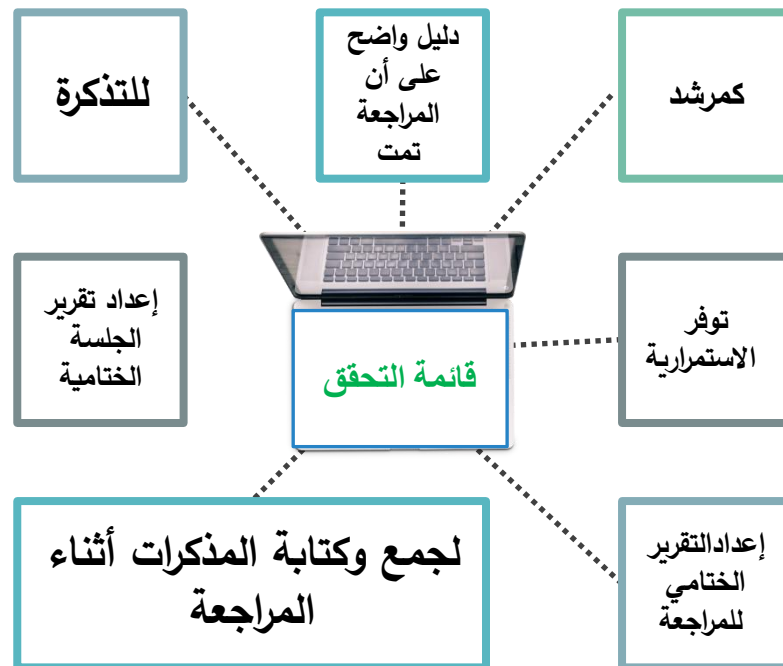 كمرشد
دليل واضح
على أن
المراجعة
تمت
للتذكرة
توفر
الاستمرارية
قائمة التحقق
إعداد تقرير
الجلسة
الختامية
إعدادالتقرير
الختامي
للمراجعة
لجمع وكتابة المذكرات أثناء
المراجعة